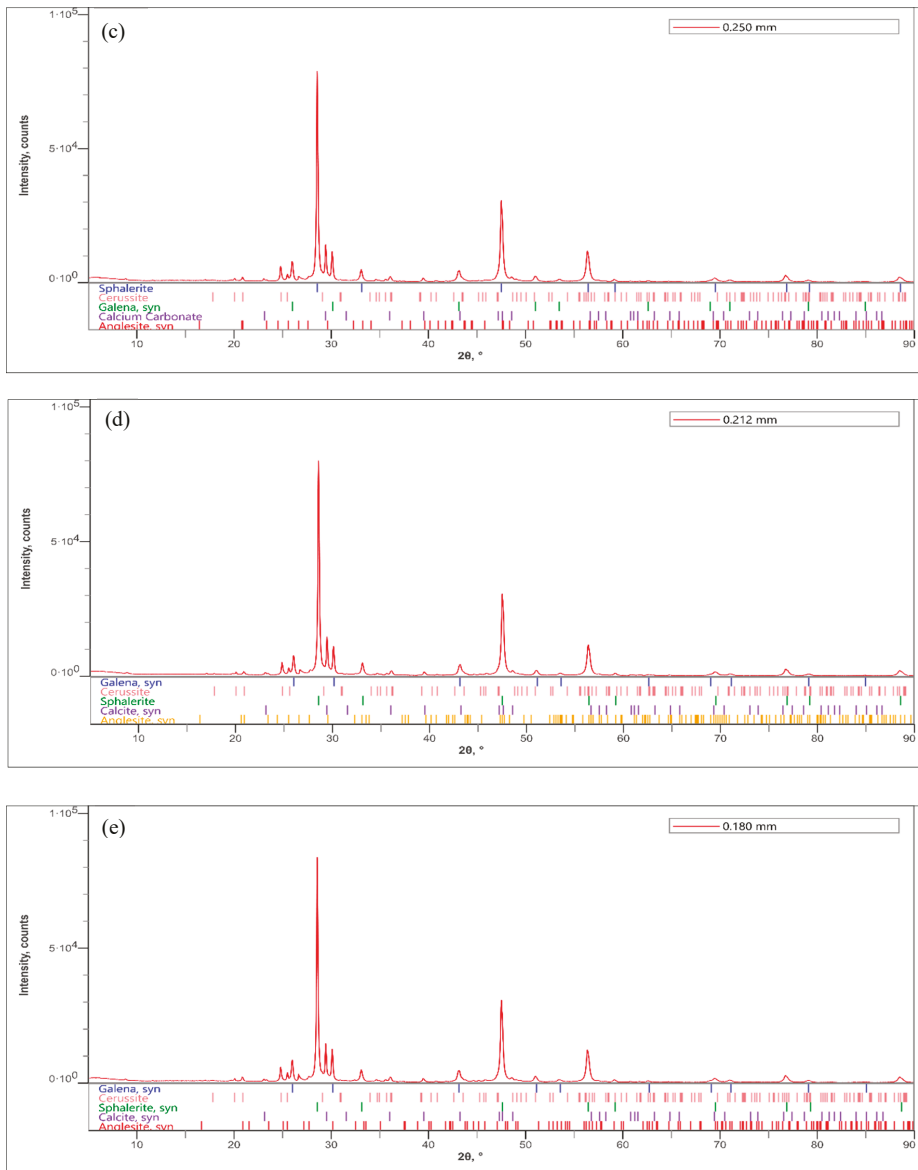 (c)
0.250 mm
1·10⁵
5·10⁴
0·10⁰
Intensity, counts
Sphalerite
Cerussite
Galena, syn
Calcium Carbonate
Anglesite, syn
10 20 30 40 50 60 70 80 90
2θ, °
(d)
0.212 mm
1·10⁵
5·10⁴
0·10⁰
Intensity, counts
Galena, syn
Cerussite
Sphalerite
Calcite, syn
Anglesite, syn
10 20 30 40 50 60 70 80 90
2θ, °
(e)
0.180 mm
1·10⁵
5·10⁴
0·10⁰
Intensity, counts
Galena, syn
Cerussite
Sphalerite, syn
Calcite, syn
Anglesite, syn
10 20 30 40 50 60 70 80 90
2θ, °